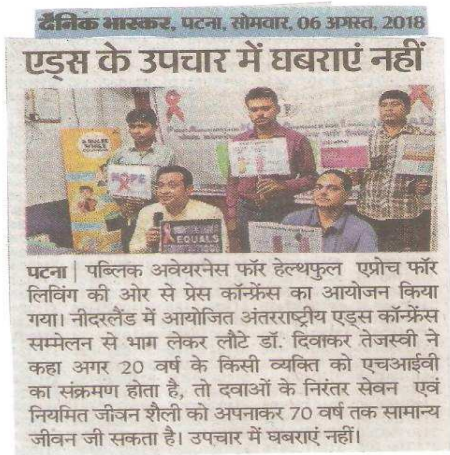 दैनिक भास्कर, पटना, सोमवार, 06 अगस्त, 2018
एड्स के उपचार में घबराएं नहीं
HOPE
EQUALS
पटना | पब्लिक अवेयरनेस फॉर हेल्थफुल एप्रोच फॉर
लिविंग की ओर से प्रेस कॉन्फ्रेंस का आयोजन किया
गया। नीदरलैंड में आयोजित अंतरराष्ट्रीय एड्स कॉन्फ्रेंस
सम्मेलन से भाग लेकर लौटे डॉ. दिवाकर तेजस्वी ने
कहा अगर 20 वर्ष के किसी व्यक्ति को एचआईवी
का संक्रमण होता है, तो दवाओं के निरंतर सेवन एवं
नियमित जीवन शैली को अपनाकर 70 वर्ष तक सामान्य
जीवन जी सकता है। उपचार में घबराएं नहीं।